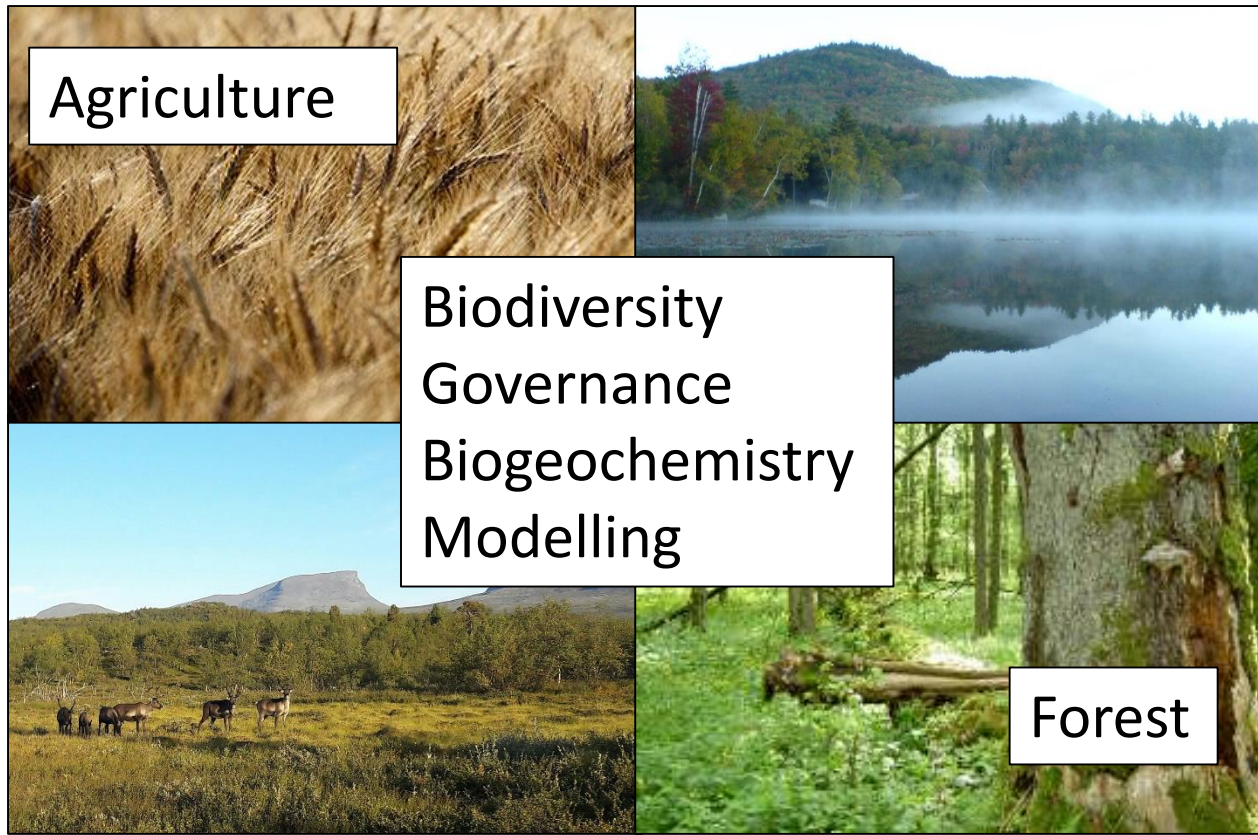 Agriculture
Biodiversity
Governance
Biogeochemistry
Modelling
Forest